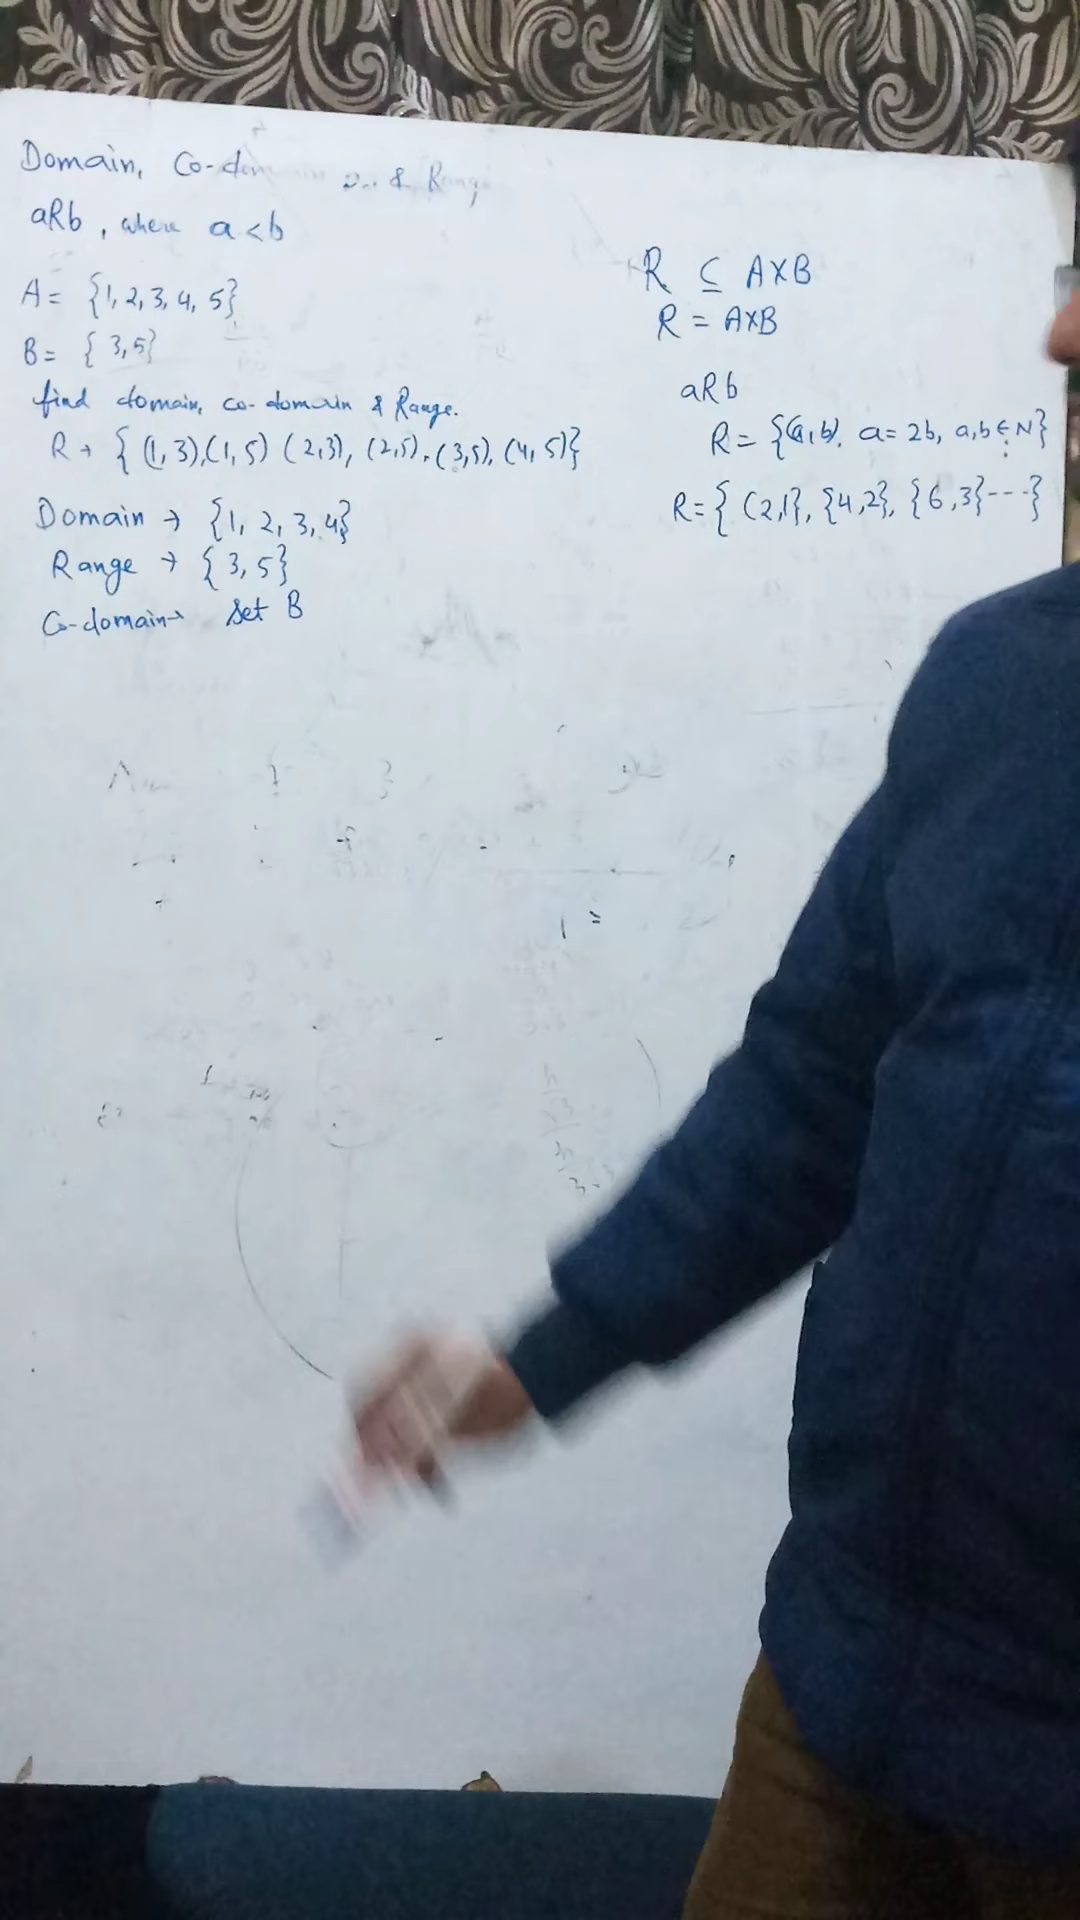 Domain, Co-dom & Range
aRb, where a < b
A = {1, 2, 3, 4, 5}
B = { 3, 5}
find domain, co-domain & Range.
R → { (1, 3), (1, 5) (2, 3), (2, 5), (3, 5), (4, 5)}
Domain → {1, 2, 3, 4}
Range → { 3, 5}
Co-domain → Set B
R ⊆ A×B
R = A×B
aRb
R = {(a, b), a = 2b, a, b ∈ N}
R = { (2,1}, {4,2}, {6,3}---}